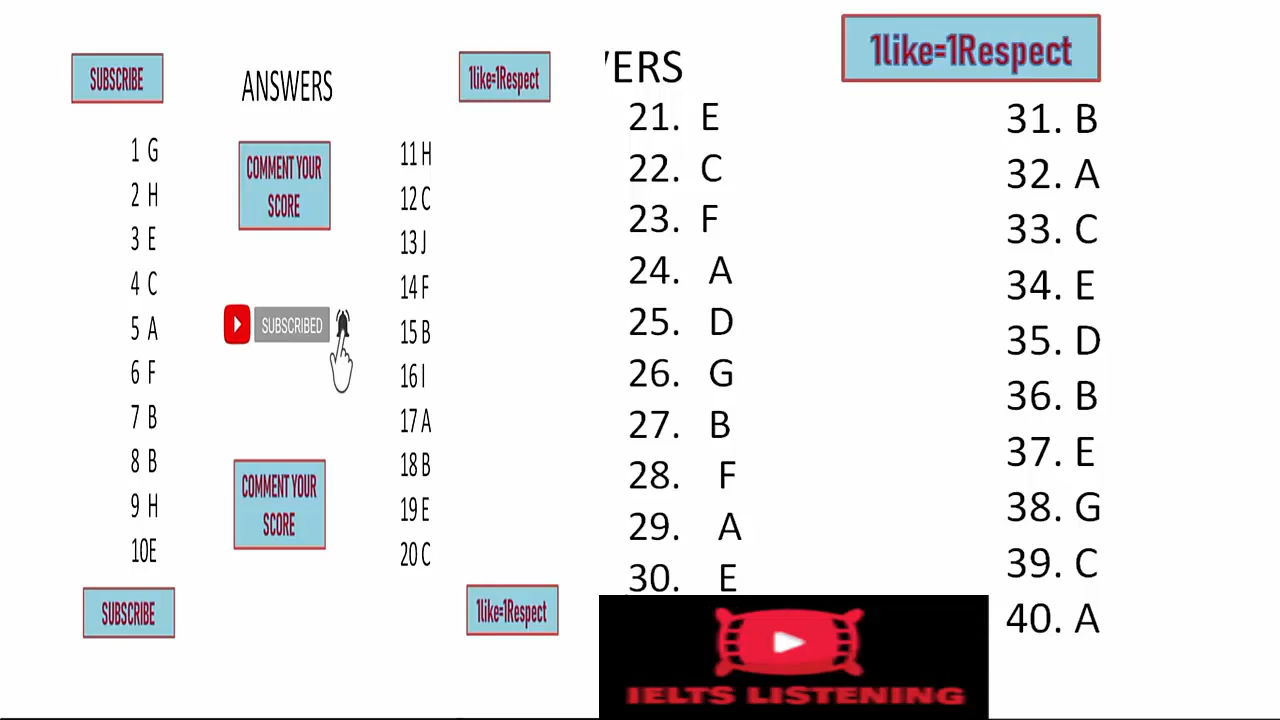 SUBSCRIBE
ANSWERS
1like=1Respect
1 G
2 H
3 E
4 C
5 A
6 F
7 B
8 B
9 H
10E
COMMENT YOUR
SCORE
SUBSCRIBED
COMMENT YOUR
SCORE
11 H
12 C
13 J
14 F
15 B
16 I
17 A
18 B
19 E
20 C
SUBSCRIBE
1like=1Respect
ERS
21. E
22. C
23. F
24. A
25. D
26. G
27. B
28. F
29. A
30. E
IELTS LISTENING
1like=1Respect
31. B
32. A
33. C
34. E
35. D
36. B
37. E
38. G
39. C
40. A